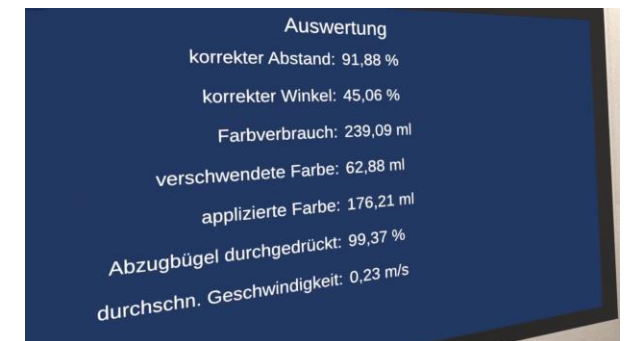 Auswertung
korrekter Abstand: 91,88 %
korrekter Winkel: 45,06 %
Farbverbrauch: 239,09 ml
verschwendete Farbe: 62,88 ml
applizierte Farbe: 176,21 ml
Abzugbügel durchgedrückt: 99,37 %
durchschn. Geschwindigkeit: 0,23 m/s